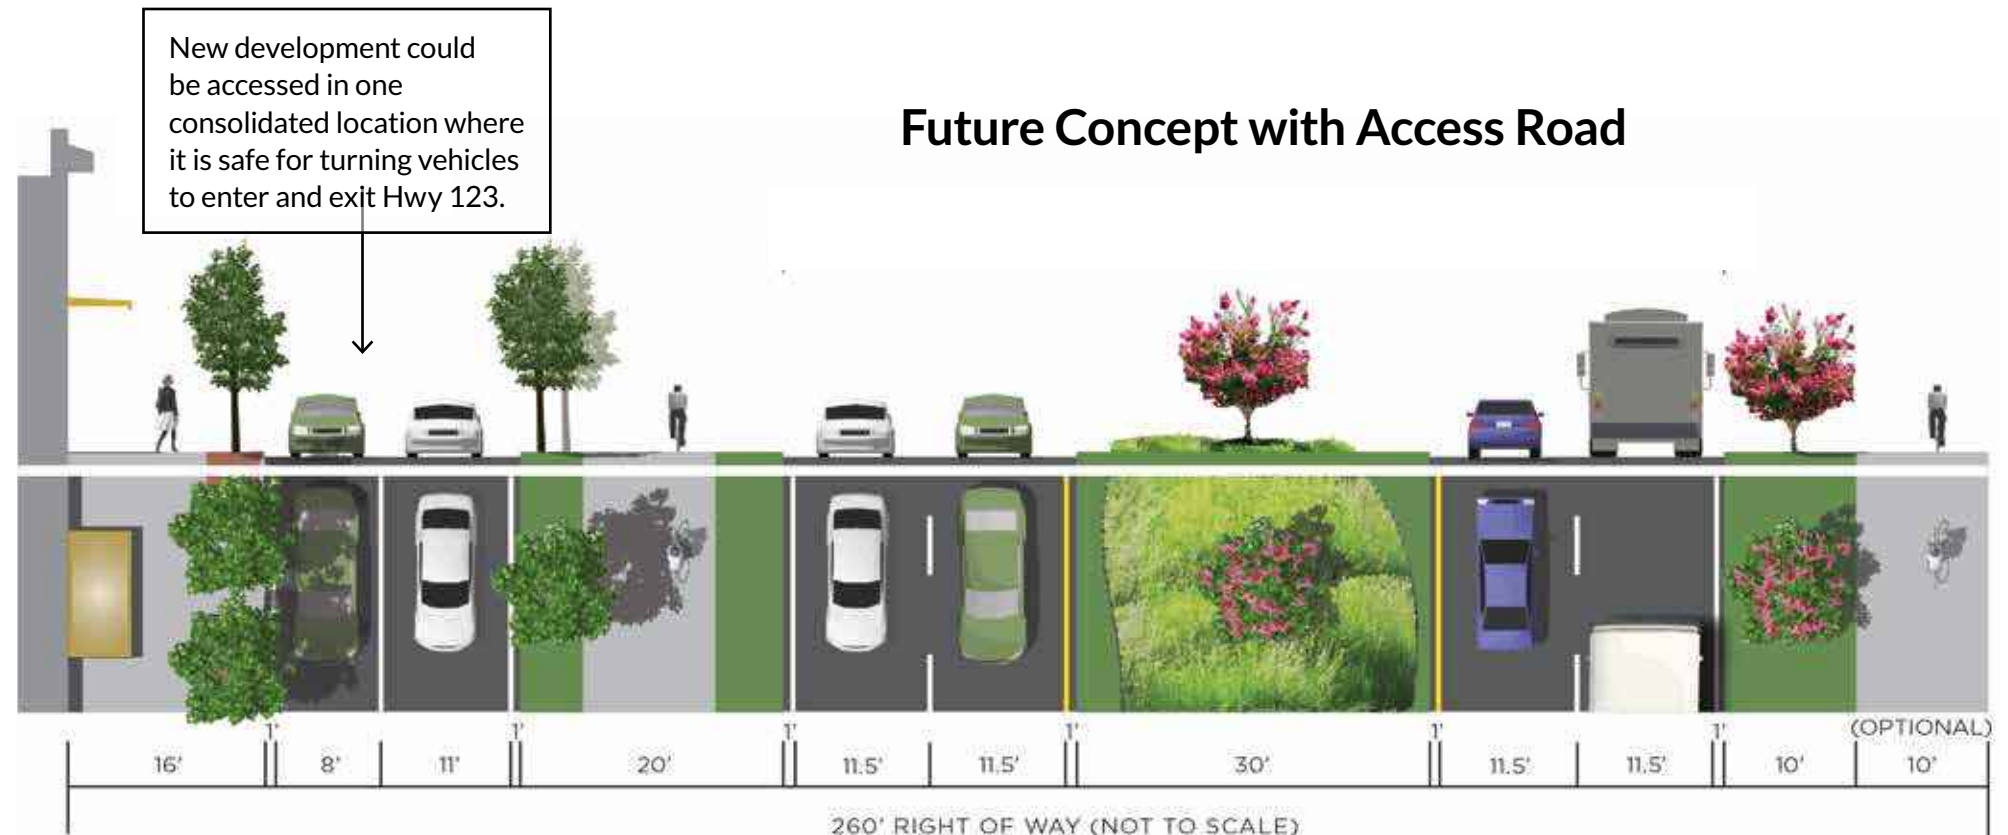 New development could
be accessed in one
consolidated location where
it is safe for turning vehicles
to enter and exit Hwy 123.
Future Concept with Access Road
1' 1' 1' 1' 1' 1' (OPTIONAL)
16' 8' 11' 20' 11.5' 11.5' 30' 11.5' 11.5' 10' 10'
260' RIGHT OF WAY (NOT TO SCALE)